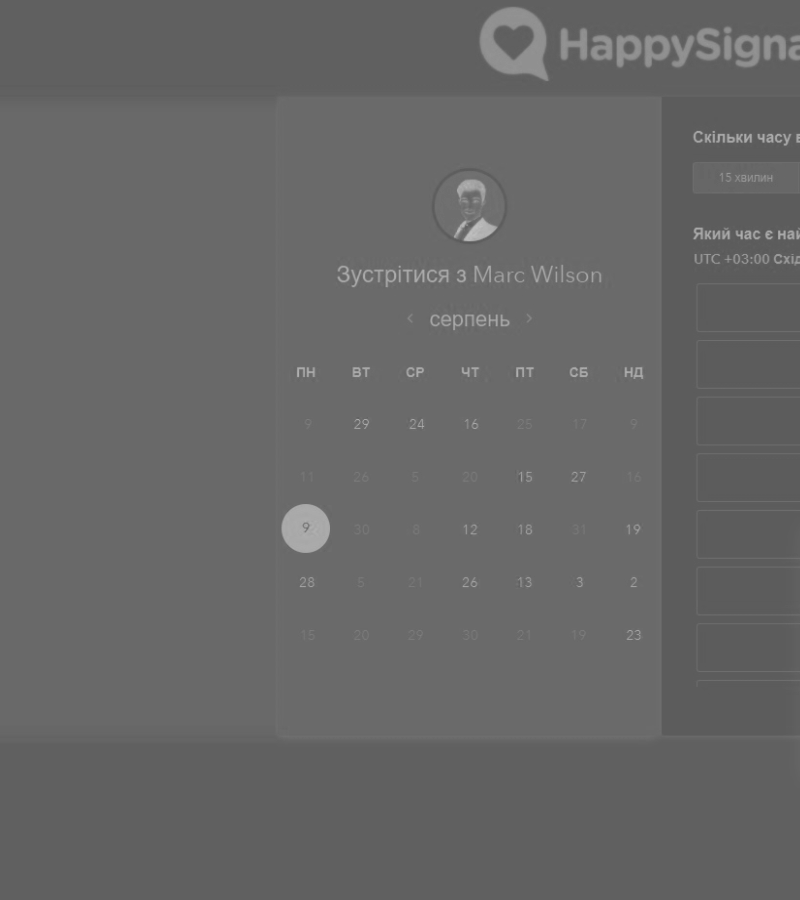 HappySigna
Зустрітися з Marc Wilson
серпень
ПН ВТ СР ЧТ ПТ СБ НД
9 29 24 16 25 17 9
11 26 5 20 15 27 16
9 30 12 18 31 19
28 5 21 26 13 3 2
15 20 29 30 21 19 23
Скільки часу в
15 хвилин
Який час є най
UTC +03:00 Схід